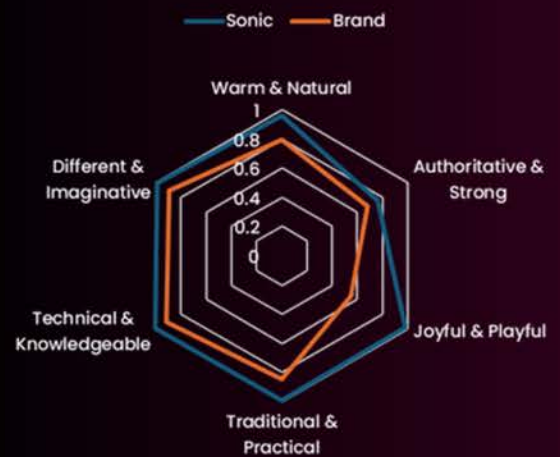 Sonic
Brand
Warm & Natural
1
0.8
0.6
0.4
0.2
0
Different &
Imaginative
Authoritative &
Strong
Technical &
Knowledgeable
Joyful & Playful
Traditional &
Practical